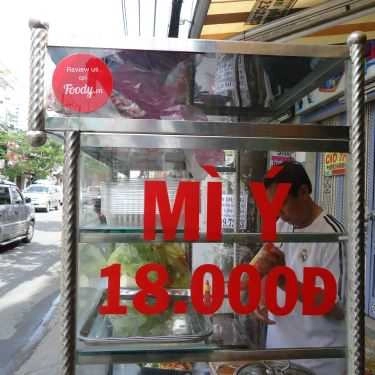 Review us
on
Foody.vn
MÌ Ý
18.000Đ